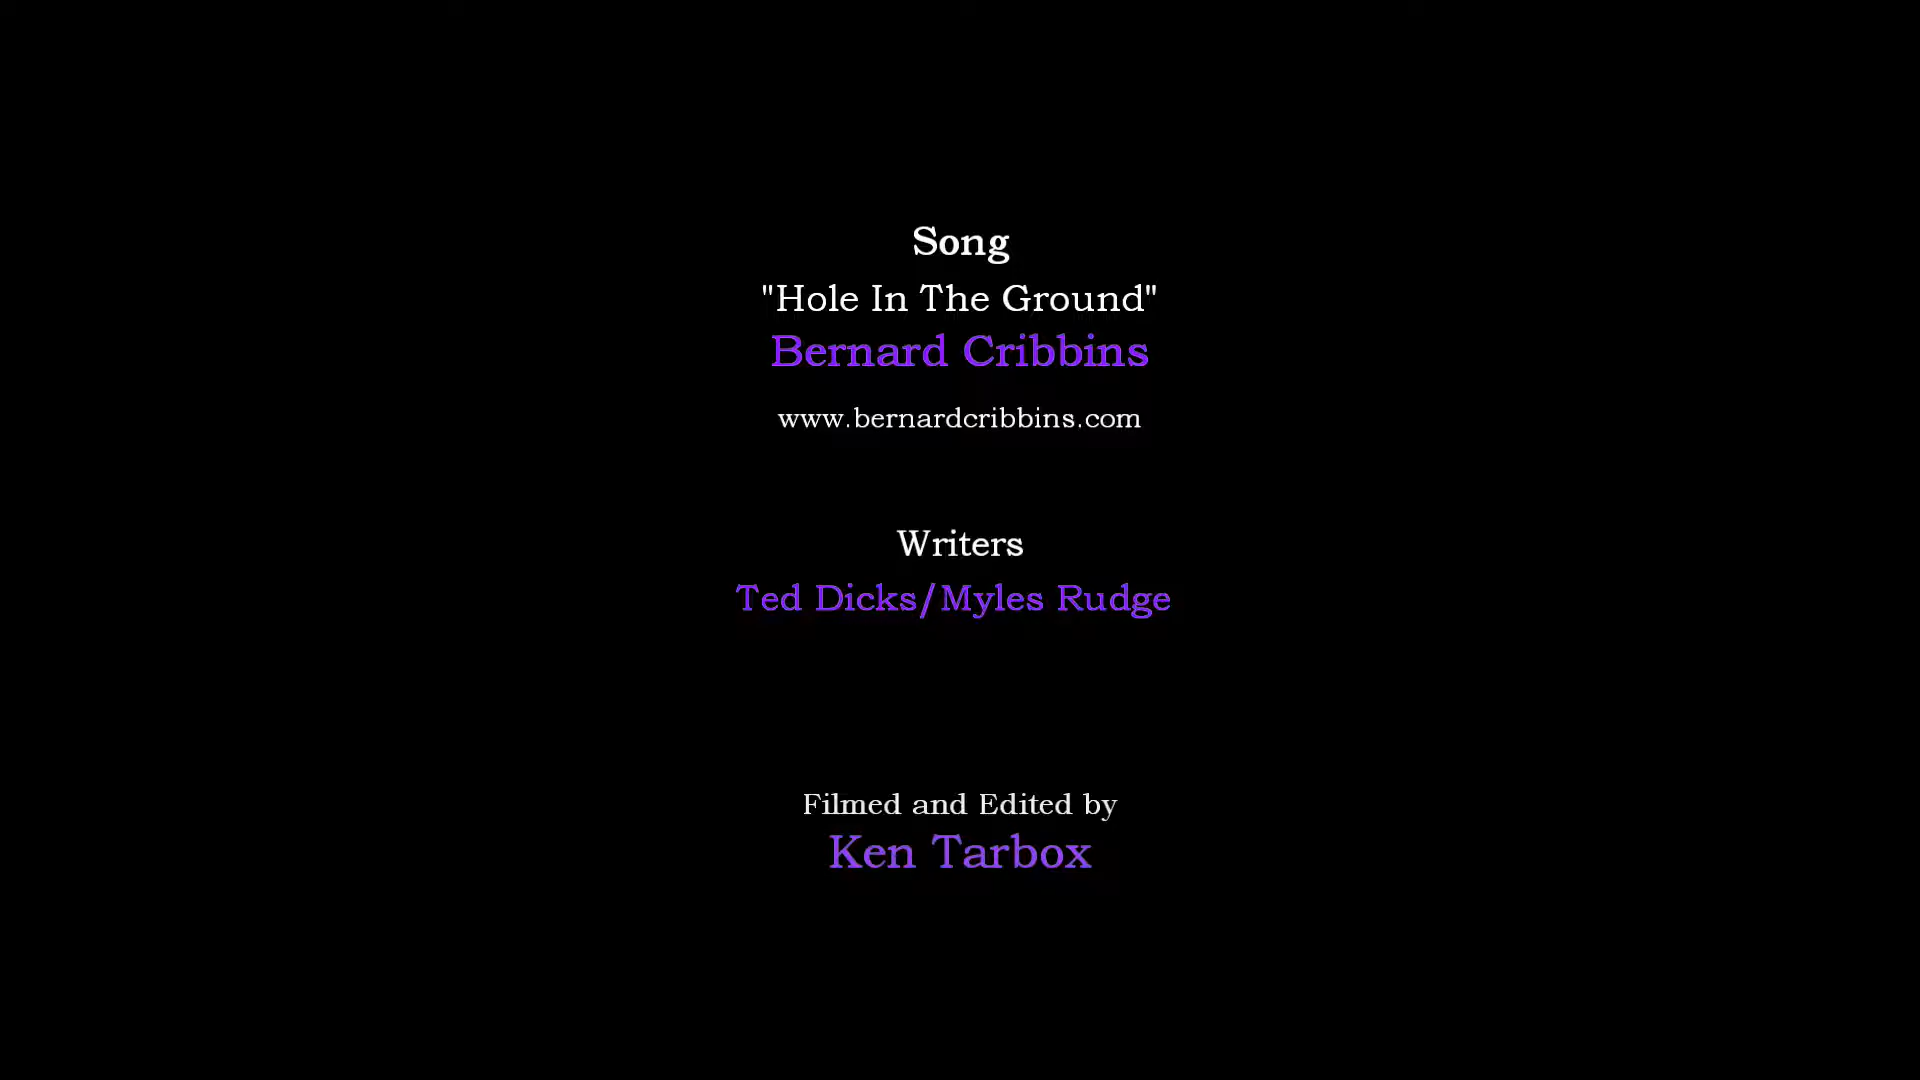 Song
"Hole In The Ground"
Bernard Cribbins
www.bernardcribbins.com
Writers
Ted Dicks/Myles Rudge
Filmed and Edited by
Ken Tarbox